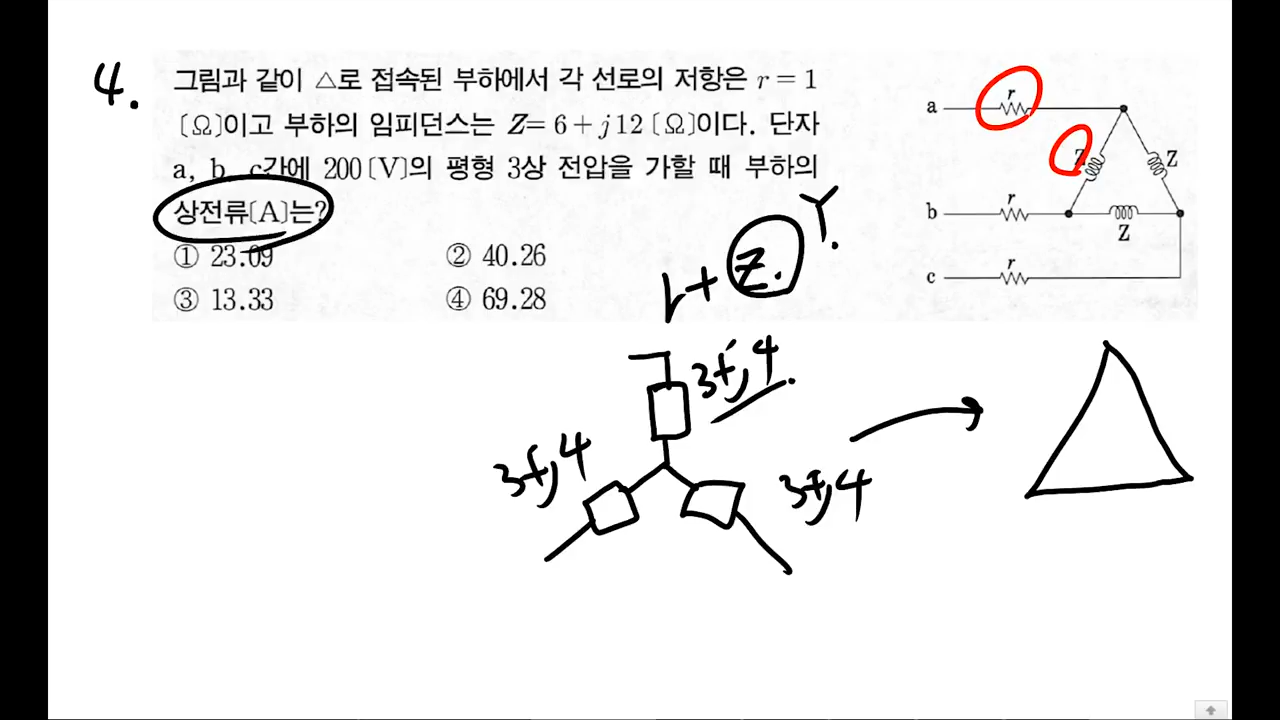 4.
그림과 같이 △로 접속된 부하에서 각 선로의 저항은 r = 1
[Ω]이고 부하의 임피던스는 Z = 6 + j12 [Ω]이다. 단자
a, b, c간에 200 [V]의 평형 3상 전압을 가할 때 부하의
상전류[A]는?
① 23.09 ② 40.26
③ 13.33 ④ 69.28
a r
Z Z
b r
Z
c r
r + Z. Y.
3+j4
3+j4
3+j4